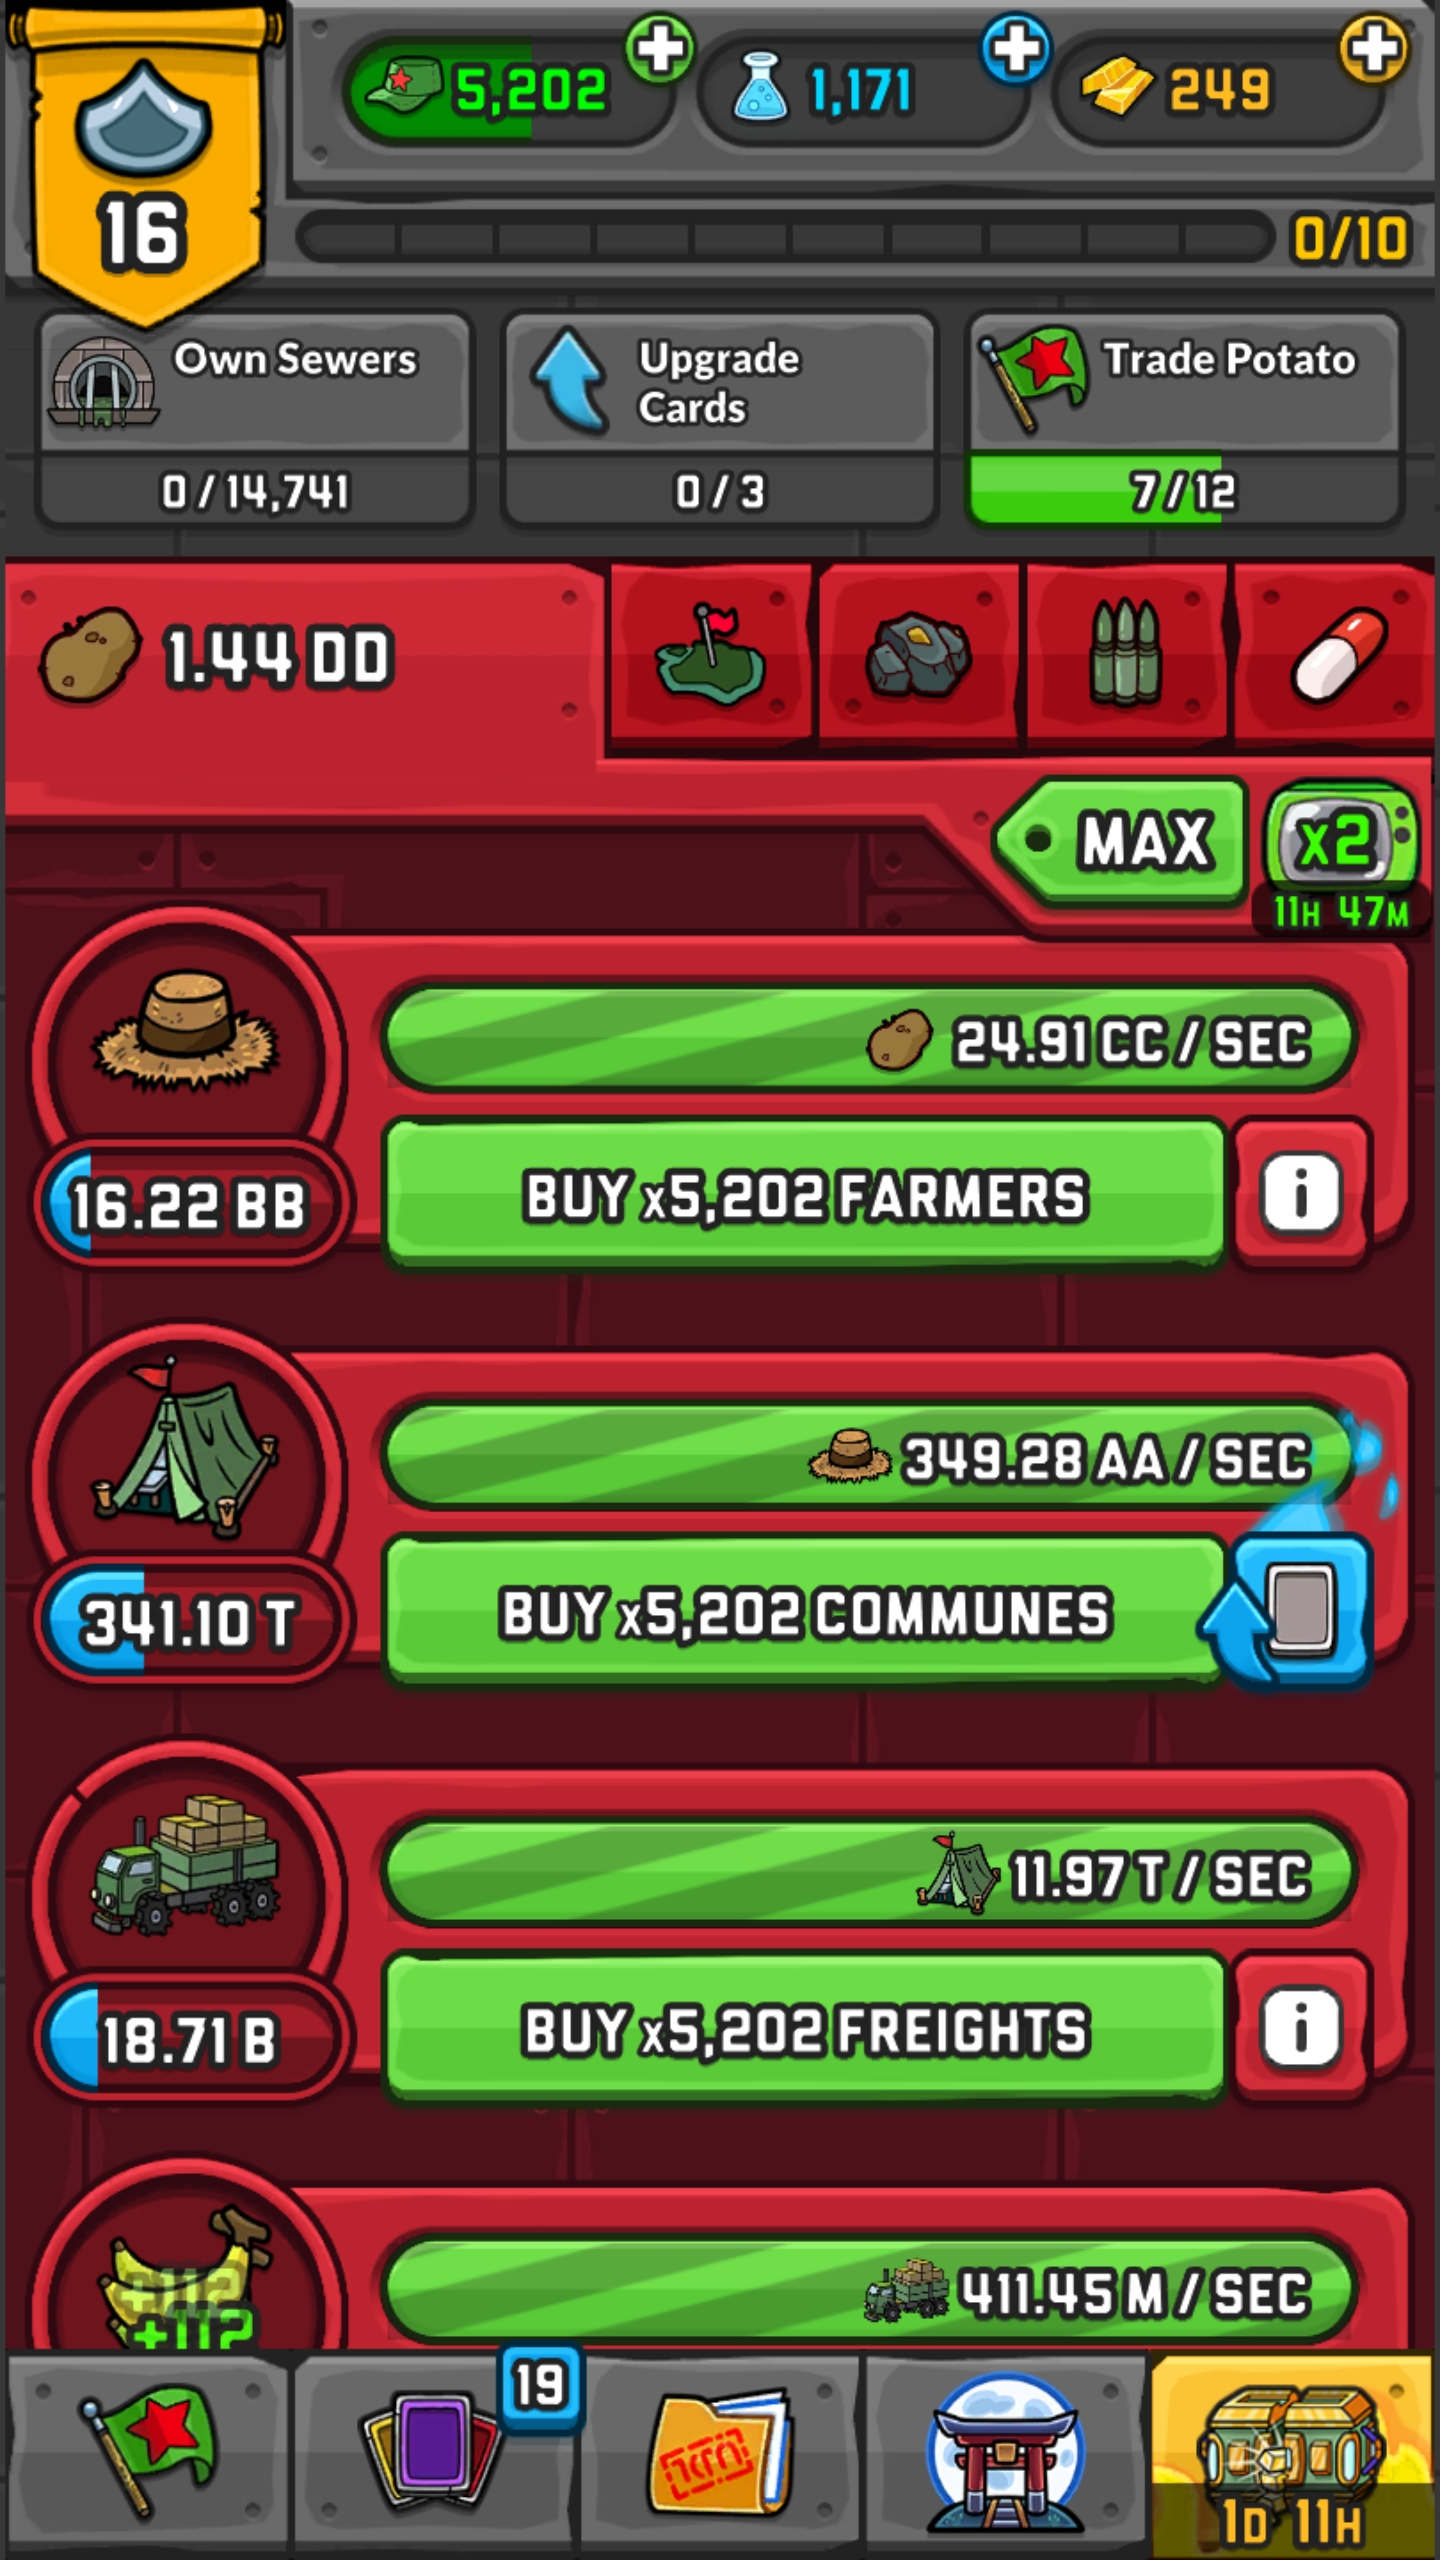 5,202
1,171
249
16
0/10
Own Sewers
0 / 14,741
Upgrade
Cards
0 / 3
Trade Potato
7 / 12
1.44 DD
MAX
x2
11H 47M
24.91 CC / SEC
16.22 BB
BUY x5,202 FARMERS
i
349.28 AA / SEC
341.10 T
BUY x5,202 COMMUNES
11.97 T / SEC
18.71 B
BUY x5,202 FREIGHTS
i
411.45 M / SEC
+112
+112
19
1D 11H